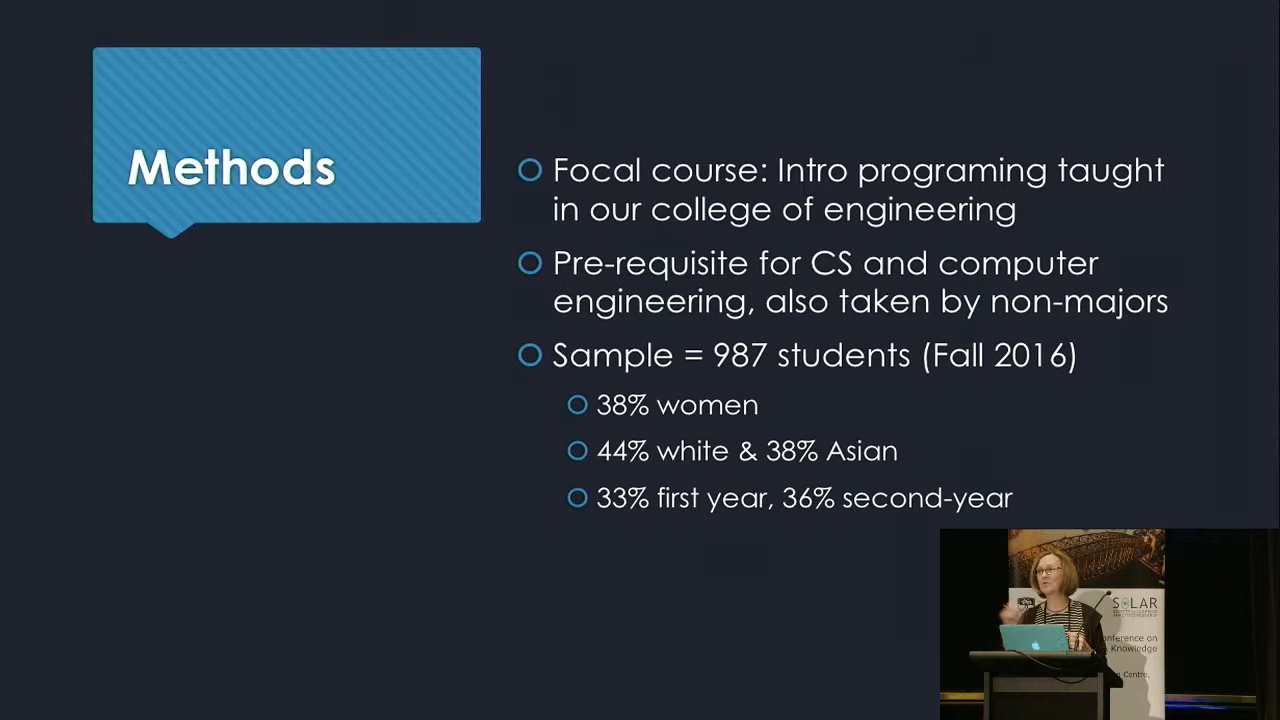 Methods
Focal course: Intro programing taught
in our college of engineering
Pre-requisite for CS and computer
engineering, also taken by non-majors
Sample = 987 students (Fall 2016)
38% women
44% white & 38% Asian
33% first year, 36% second-year
SOLAR
onference on
Knowledge
Centre,